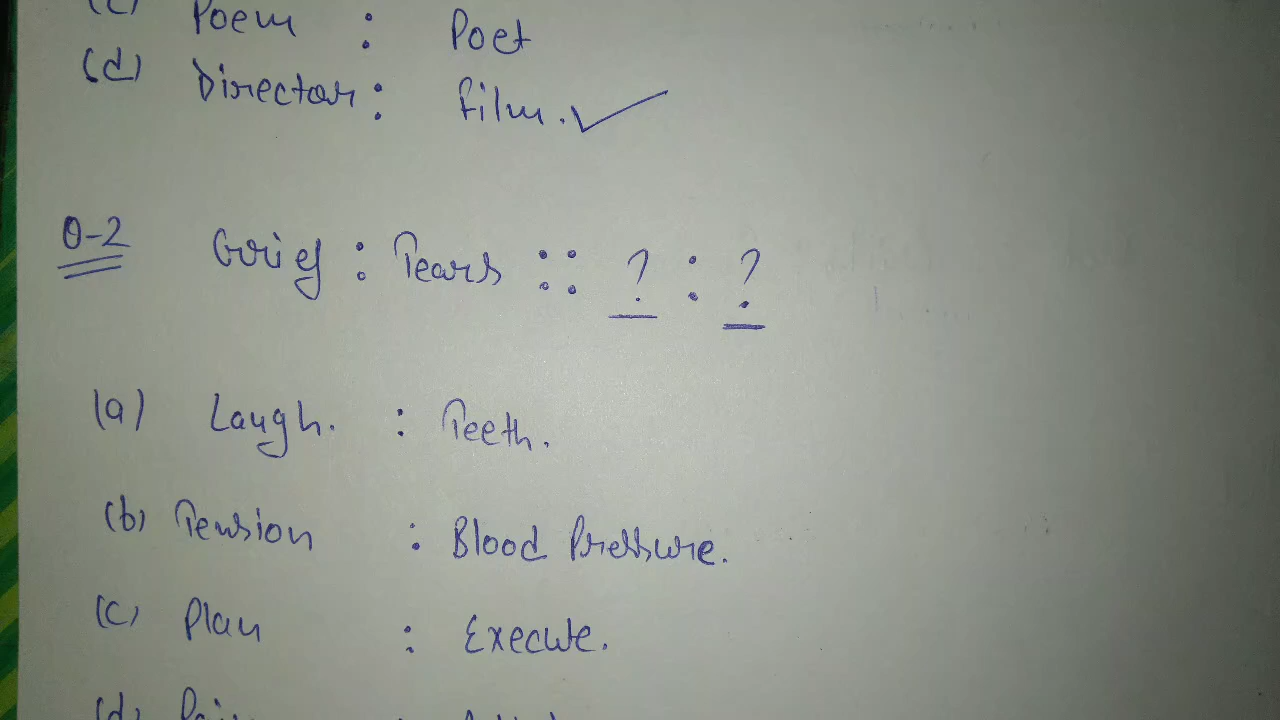 (c) Poem : Poet
(d) Director : film. ✓
Q-2 Grief : Tears :: ? : ?
(a) Laugh. : Teeth.
(b) Tension : Blood Pressure.
(c) Plan : Execute.
(d)